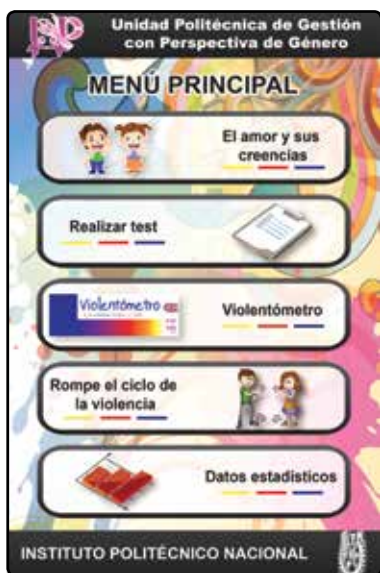 Unidad Politécnica de Gestión
con Perspectiva de Género
MENÚ PRINCIPAL
El amor y sus
creencias
Realizar test
Violentómetro
Violentómetro
Rompe el ciclo de
la violencia
Datos estadísticos
INSTITUTO POLITÉCNICO NACIONAL